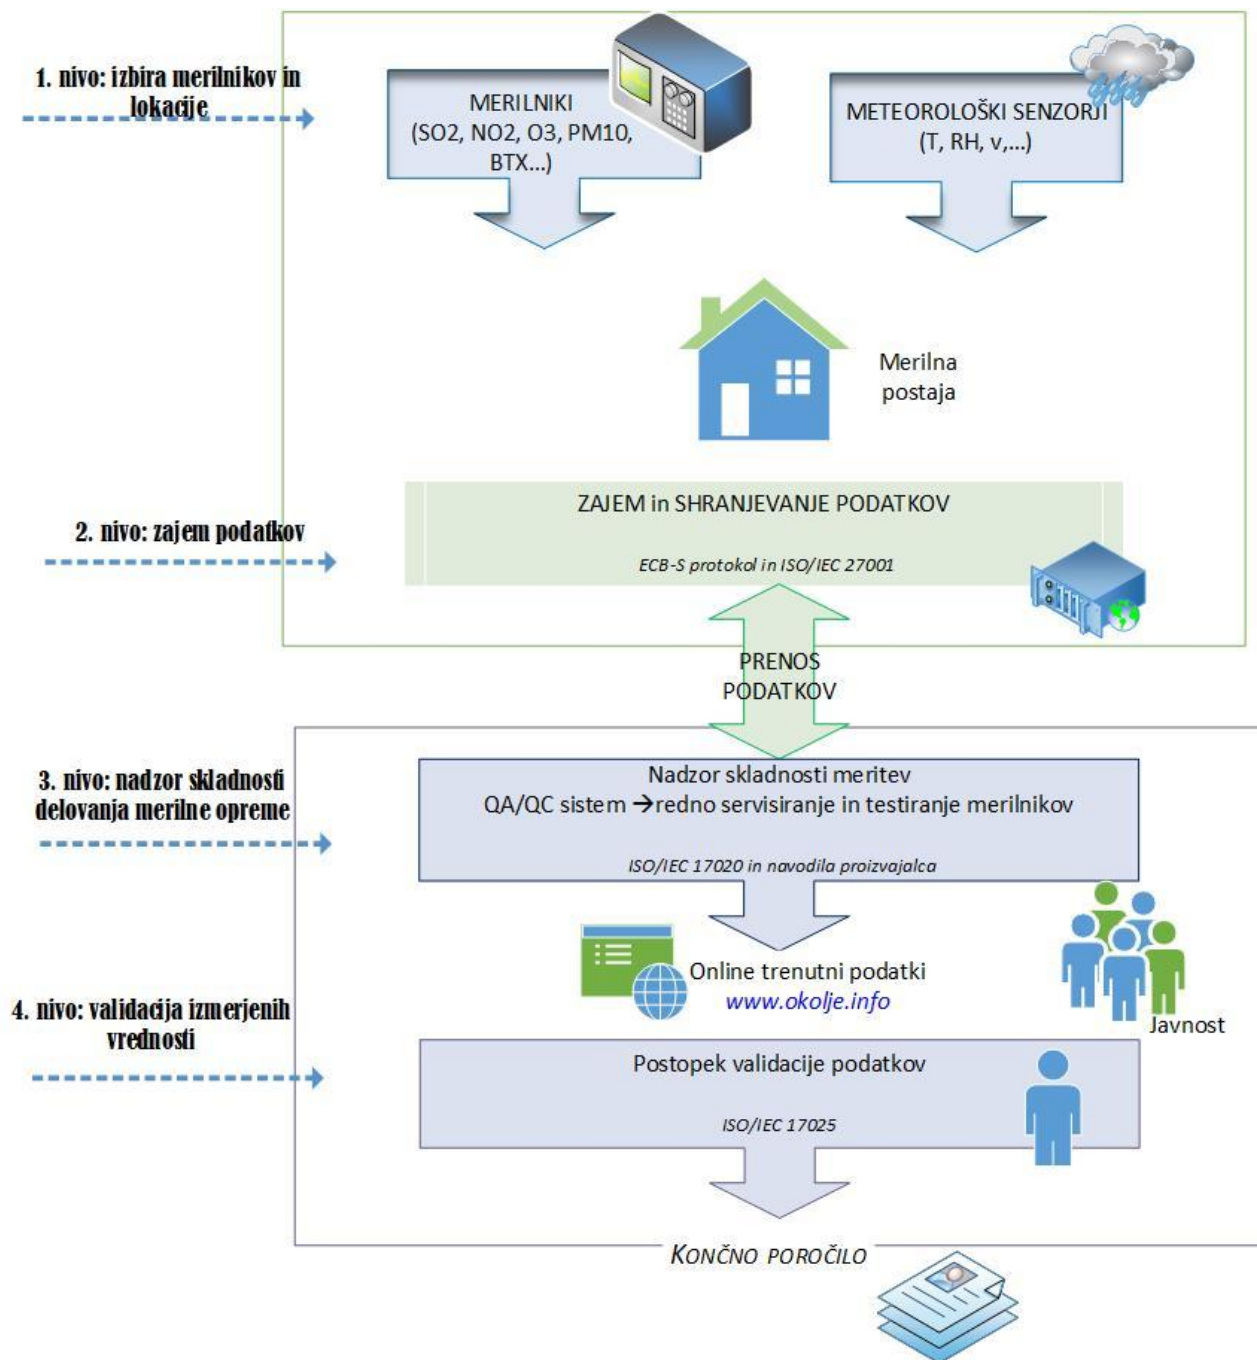 1. nivo: izbira merilnikov in
lokacije
MERILNIKI
(SO2, NO2, O3, PM10,
BTX...)
METEOROLOŠKI SENZORJI
(T, RH, v,...)
Merilna
postaja
2. nivo: zajem podatkov
ZAJEM in SHRANJEVANJE PODATKOV
ECB-S protokol in ISO/IEC 27001
PRENOS
PODATKOV
3. nivo: nadzor skladnosti
delovanja merilne opreme
Nadzor skladnosti meritev
QA/QC sistem →redno servisiranje in testiranje merilnikov
ISO/IEC 17020 in navodila proizvajalca
Online trenutni podatki
www.okolje.info
Javnost
4. nivo: validacija izmerjenih
vrednosti
Postopek validacije podatkov
ISO/IEC 17025
KONČNO POROČILO